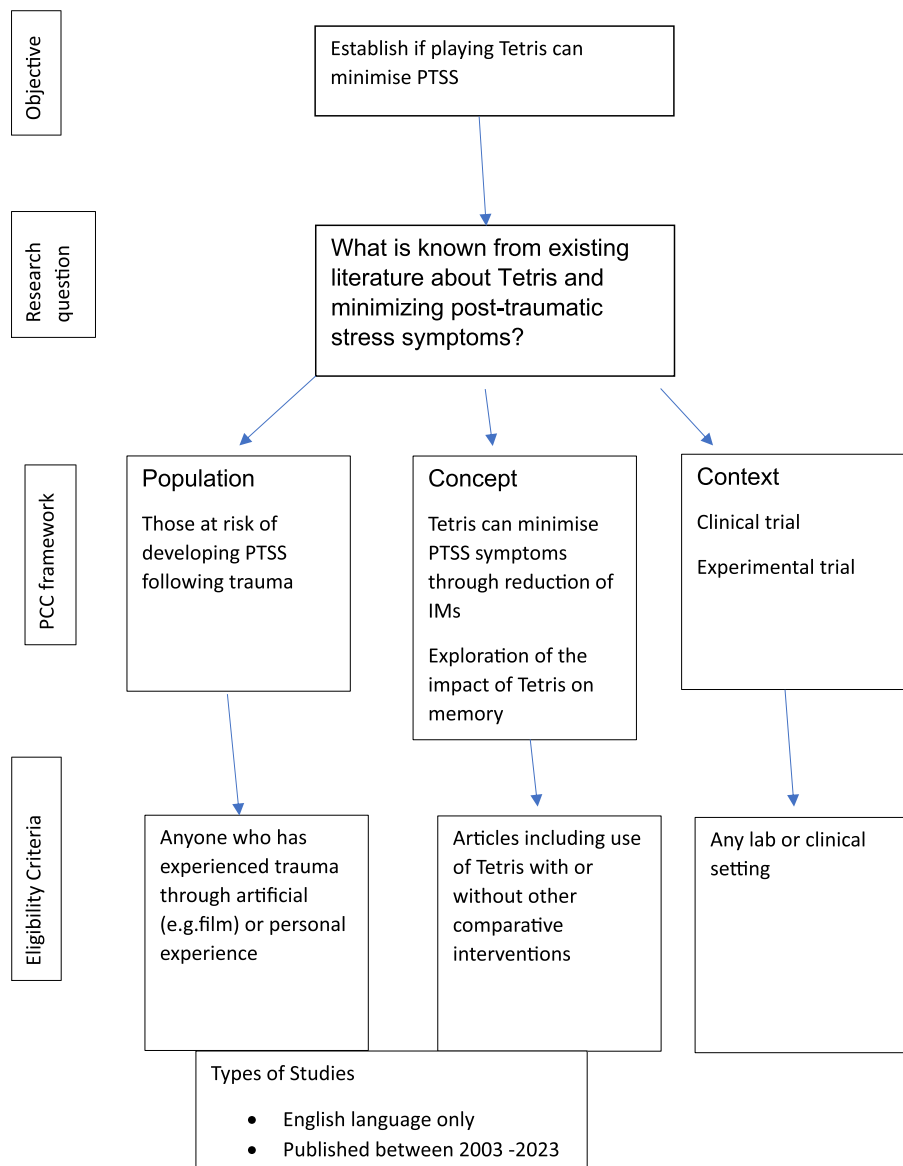 Objective
Establish if playing Tetris can
minimise PTSS
Research
question
What is known from existing
literature about Tetris and
minimizing post-traumatic
stress symptoms?
PCC framework
Population
Those at risk of
developing PTSS
following trauma
Concept
Tetris can minimise
PTSS symptoms
through reduction of
IMs
Exploration of the
impact of Tetris on
memory
Context
Clinical trial
Experimental trial
Eligibility Criteria
Anyone who has
experienced trauma
through artificial
(e.g.film) or personal
experience
Articles including use
of Tetris with or
without other
comparative
interventions
Any lab or clinical
setting
Types of Studies
• English language only
• Published between 2003 -2023